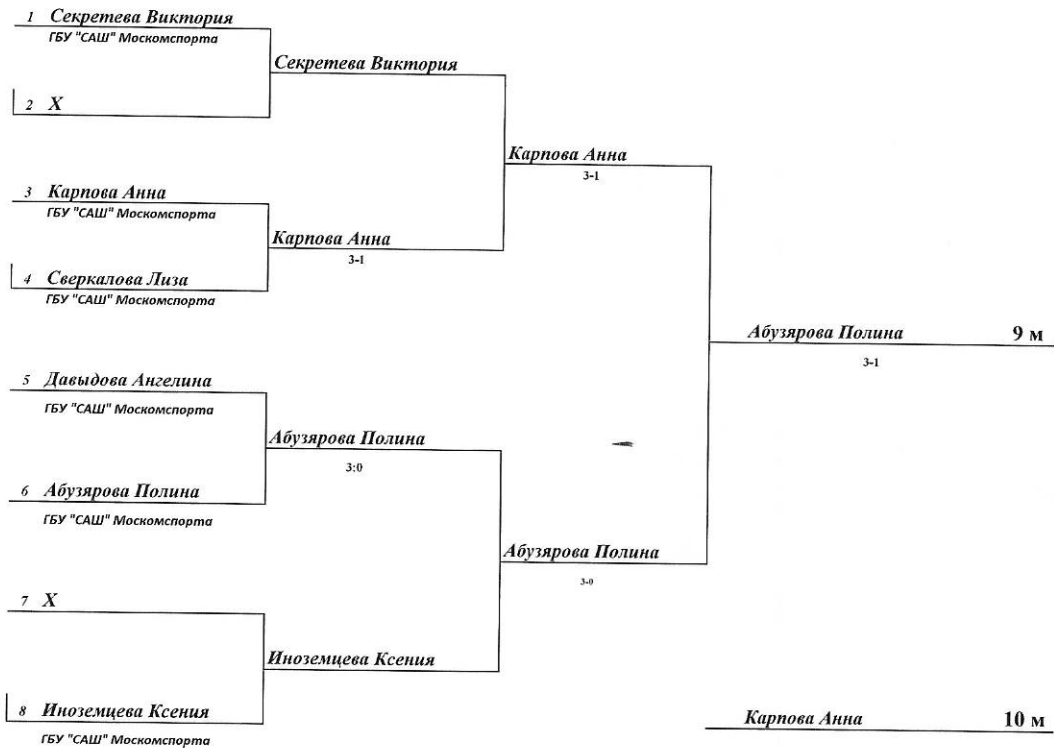 1 Секретева Виктория
ГБУ "САШ" Москомспорта
Секретева Виктория
2 X
Карпова Анна
3-1
3 Карпова Анна
ГБУ "САШ" Москомспорта
Карпова Анна
3-1
4 Сверкалова Лиза
ГБУ "САШ" Москомспорта
Абузярова Полина 9 м
3-1
5 Давыдова Ангелина
ГБУ "САШ" Москомспорта
Абузярова Полина
3:0
6 Абузярова Полина
ГБУ "САШ" Москомспорта
Абузярова Полина
3-0
7 X
Иноземцева Ксения
8 Иноземцева Ксения
ГБУ "САШ" Москомспорта
Карпова Анна 10 м